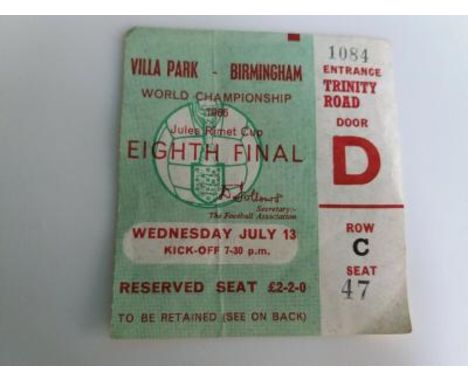 VILLA PARK - BIRMINGHAM
WORLD CHAMPIONSHIP
1966
Jules Rimet Cup
EIGHTH FINAL
D Follows
Secretary:-
The Football Association
WEDNESDAY JULY 13
KICK-OFF 7-30 p.m.
RESERVED SEAT £2-2-0
TO BE RETAINED (SEE ON BACK)
1084
ENTRANCE
TRINITY
ROAD
DOOR
D
ROW
C
SEAT
47